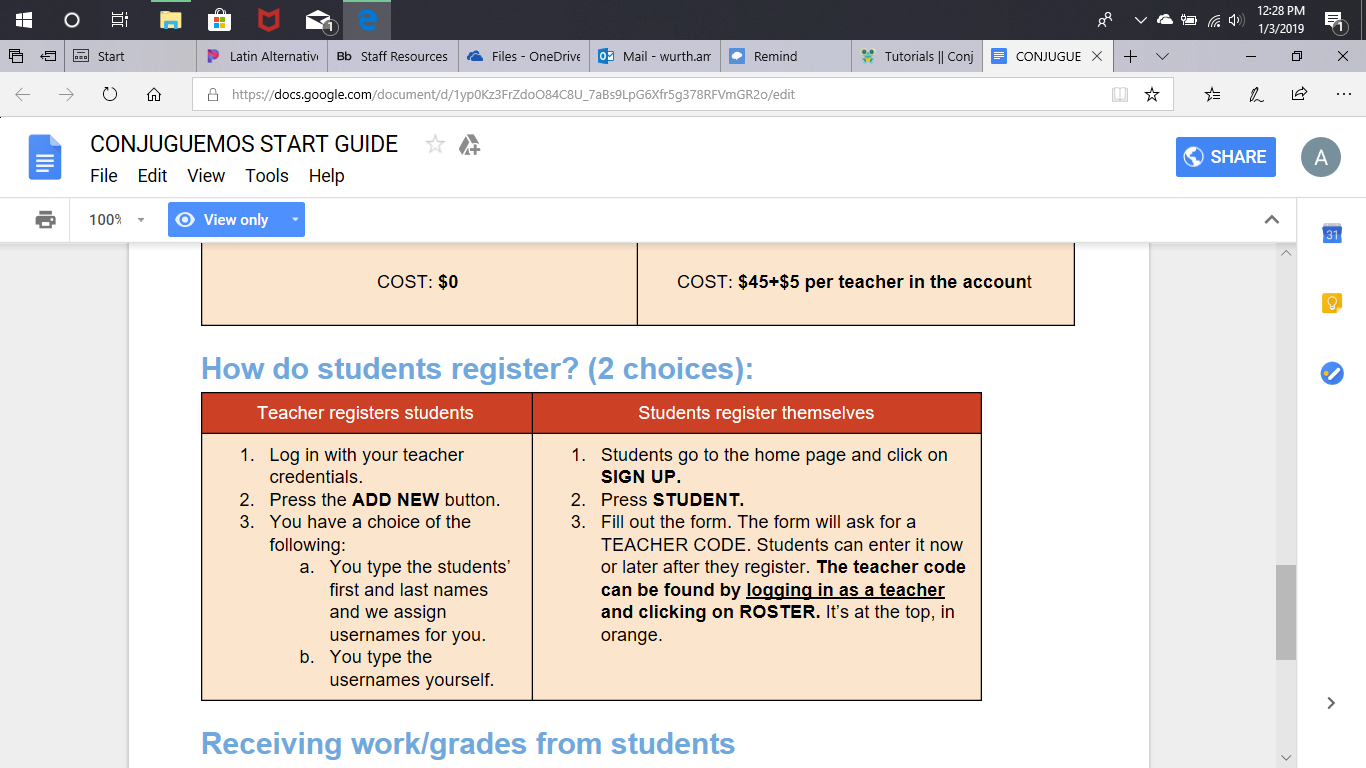 12:28 PM
1/3/2019
1
1
Start
Latin Alternativ
Bb Staff Resources
Files - OneDrive
Mail - wurth.am
Remind
Tutorials || Conj
CONJUGUE
https://docs.google.com/document/d/1yp0Kz3FrZdoO84C8U_7aBs9LpG6Xfr5g378RFVmGR2o/edit
CONJUGUEMOS START GUIDE
SHARE
A
File Edit View Tools Help
100%
View only
31
COST: $0
COST: $45+$5 per teacher in the account
How do students register? (2 choices):
Teacher registers students
1. Log in with your teacher
credentials.
2. Press the ADD NEW button.
3. You have a choice of the
following:
a. You type the students’
first and last names
and we assign
usernames for you.
b. You type the
usernames yourself.
Students register themselves
1. Students go to the home page and click on
SIGN UP.
2. Press STUDENT.
3. Fill out the form. The form will ask for a
TEACHER CODE. Students can enter it now
or later after they register. The teacher code
can be found by logging in as a teacher
and clicking on ROSTER. It’s at the top, in
orange.
Receiving work/grades from students